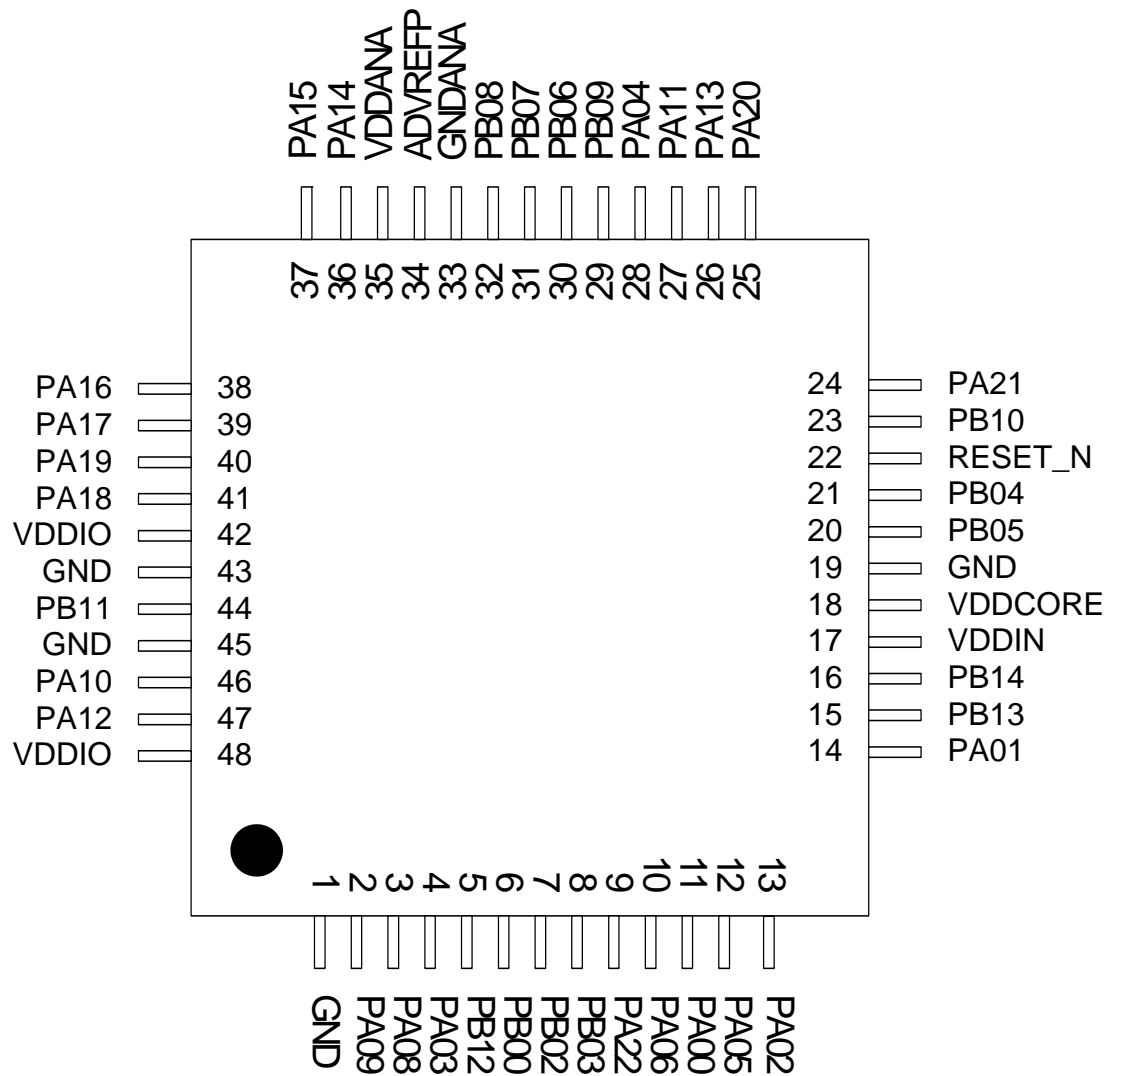 PA15
PA14
VDDANA
ADVREFP
GNDANA
PB08
PB07
PB06
PB09
PA04
PA11
PA13
PA20
37
36
35
34
33
32
31
30
29
28
27
26
25
PA16 38
PA17 39
PA19 40
PA18 41
VDDIO 42
GND 43
PB11 44
GND 45
PA10 46
PA12 47
VDDIO 48
24 PA21
23 PB10
22 RESET_N
21 PB04
20 PB05
19 GND
18 VDDCORE
17 VDDIN
16 PB14
15 PB13
14 PA01
1
2
3
4
5
6
7
8
9
10
11
12
13
GND
PA09
PA08
PA03
PB12
PB00
PB02
PB03
PA22
PA06
PA00
PA05
PA02